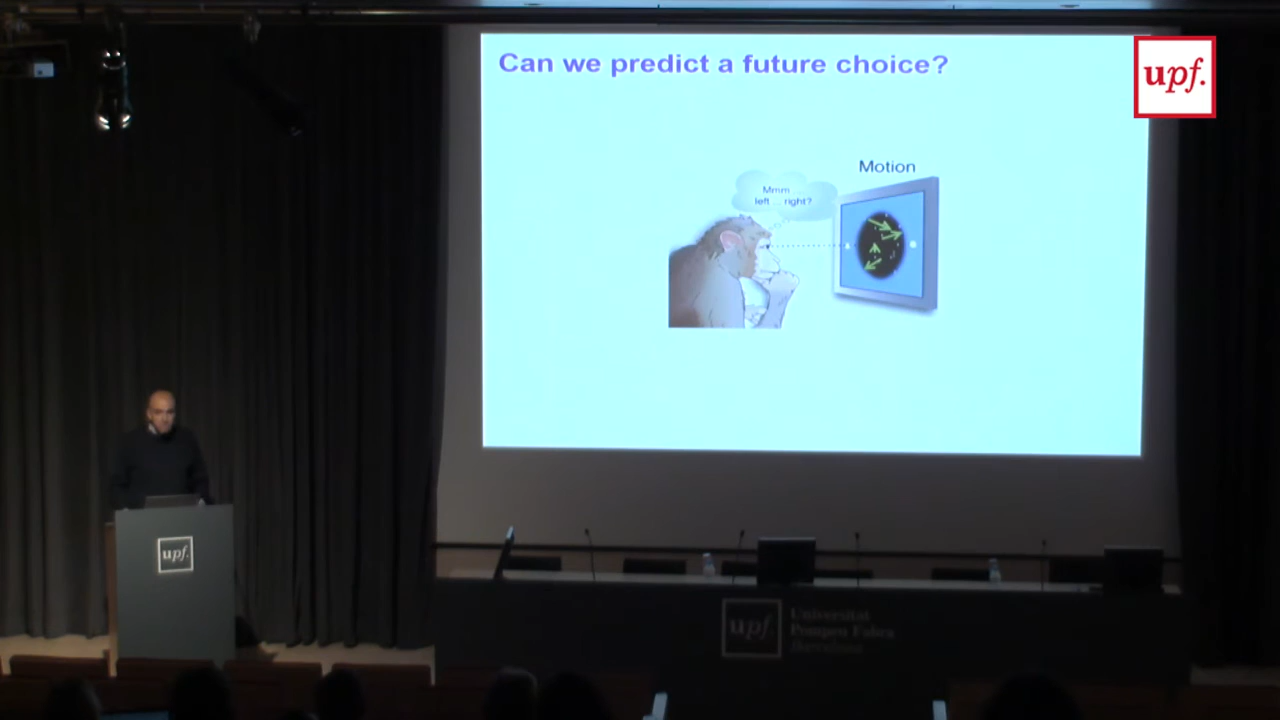 Can we predict a future choice?
upf.
Motion
Mmm ...
left ... right?
upf.
upf.
Universitat
Pompeu Fabra
Barcelona